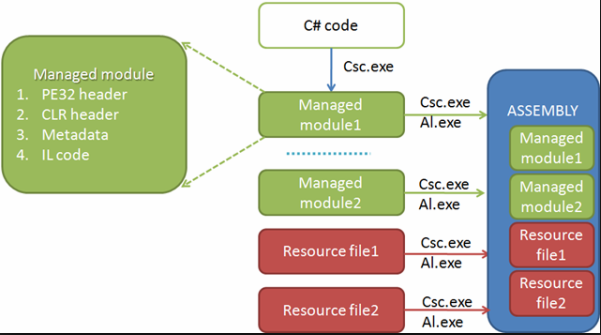 C# code
Csc.exe
Managed module
1. PE32 header
2. CLR header
3. Metadata
4. IL code
Managed
module1
Csc.exe
Al.exe
Managed
module2
Csc.exe
Al.exe
Resource file1
Csc.exe
Al.exe
Resource file2
Csc.exe
Al.exe
ASSEMBLY
Managed
module1
Managed
module2
Resource
file1
Resource
file2